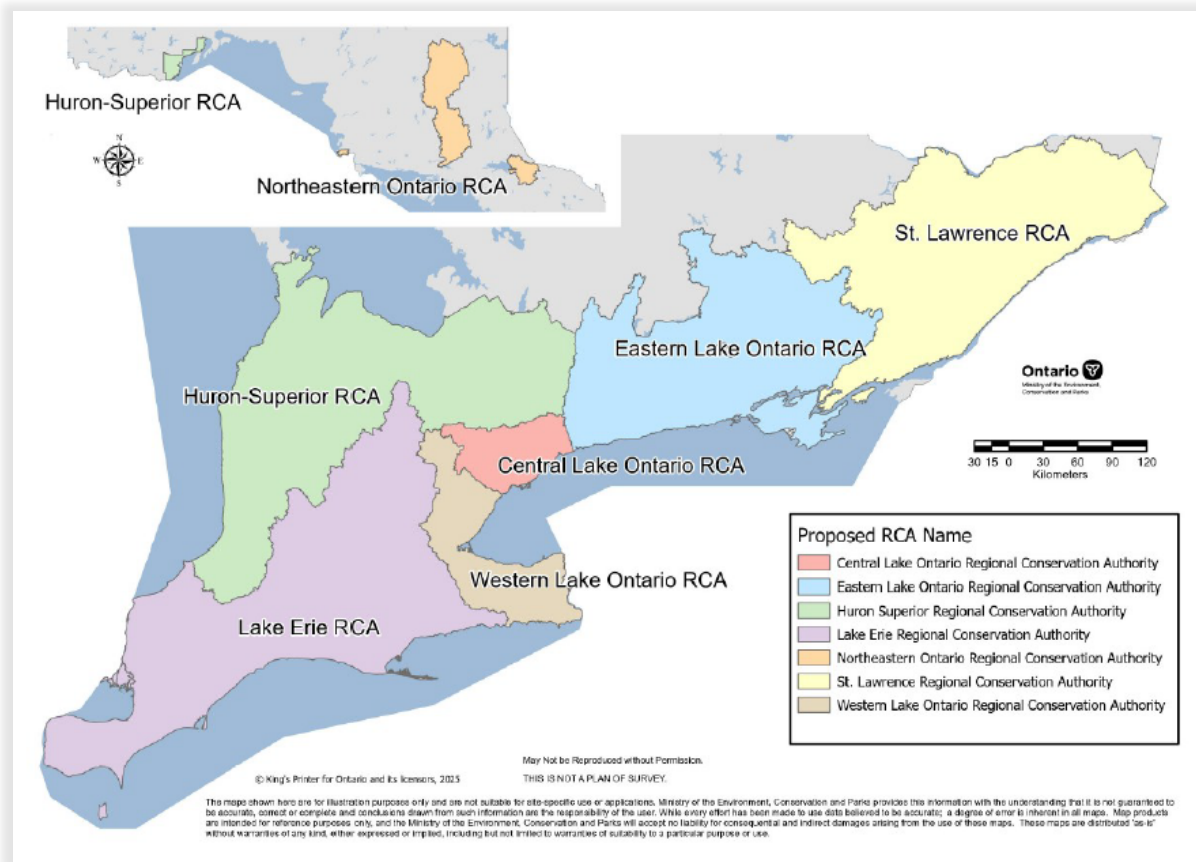 Huron-Superior RCA
N
W E
S
Northeastern Ontario RCA
St. Lawrence RCA
Eastern Lake Ontario RCA
Huron-Superior RCA
Central Lake Ontario RCA
Western Lake Ontario RCA
Lake Erie RCA
Ontario
Ministry of the Environment,
Conservation and Parks
30 15 0 30 60 90 120
Kilometers
Proposed RCA Name
Central Lake Ontario Regional Conservation Authority
Eastern Lake Ontario Regional Conservation Authority
Huron Superior Regional Conservation Authority
Lake Erie Regional Conservation Authority
Northeastern Ontario Regional Conservation Authority
St. Lawrence Regional Conservation Authority
Western Lake Ontario Regional Conservation Authority
May Not be Reproduced without Permission.
© King's Printer for Ontario and its licensors, 2025
THIS IS NOT A PLAN OF SURVEY.
The maps shown here are for illustration purposes only and are not suitable for site-specific use or applications. Ministry of the Environment, Conservation and Parks provides this information with the understanding that it is not guaranteed to
be accurate, correct or complete and conclusions drawn from such information are the responsibility of the user. While every effort has been made to use data believed to be accurate; a degree of error is inherent in all maps. Map products
are intended for reference purposes only, and the Ministry of the Environment, Conservation and Parks will accept no liability for consequential and indirect damages arising from the use of these maps. These maps are distributed 'as-is'
without warranties of any kind, either expressed or implied, including but not limited to warranties of suitability to a particular purpose or use.